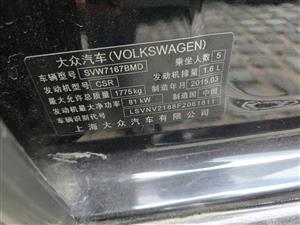 大众汽车(VOLKSWAGEN)
车辆型号 SVW7167BMD 乘坐人数 5
发动机型号 CSR 发动机排量 1.6 L
最大允许总质量 1775kg 制造年月 2015.03
发动机最大净功率 81 kW 制造国 中国
车辆识别代号
上海大众汽车有限公司